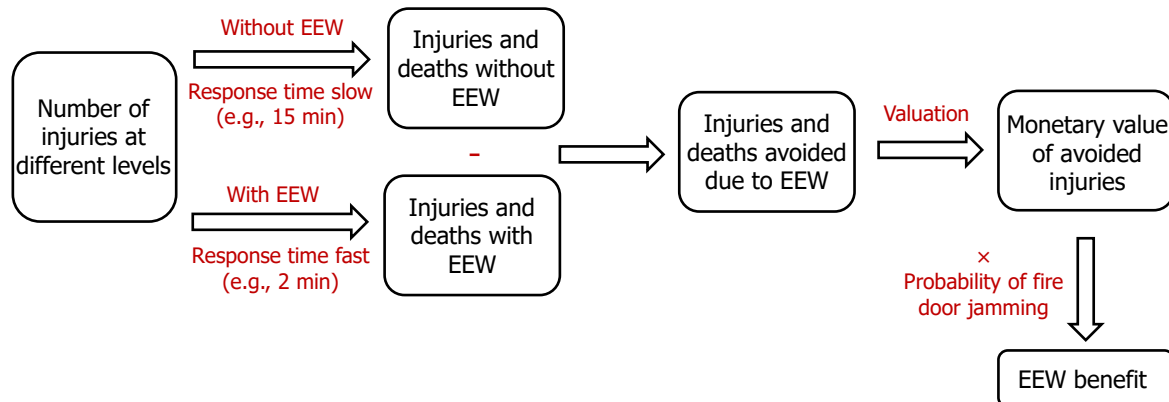 Number of
injuries at
different levels
Without EEW
Response time slow
(e.g., 15 min)
Injuries and
deaths without
EEW
-
With EEW
Response time fast
(e.g., 2 min)
Injuries and
deaths with
EEW
Injuries and
deaths avoided
due to EEW
Valuation
Monetary value
of avoided
injuries
×
Probability of fire
door jamming
EEW benefit